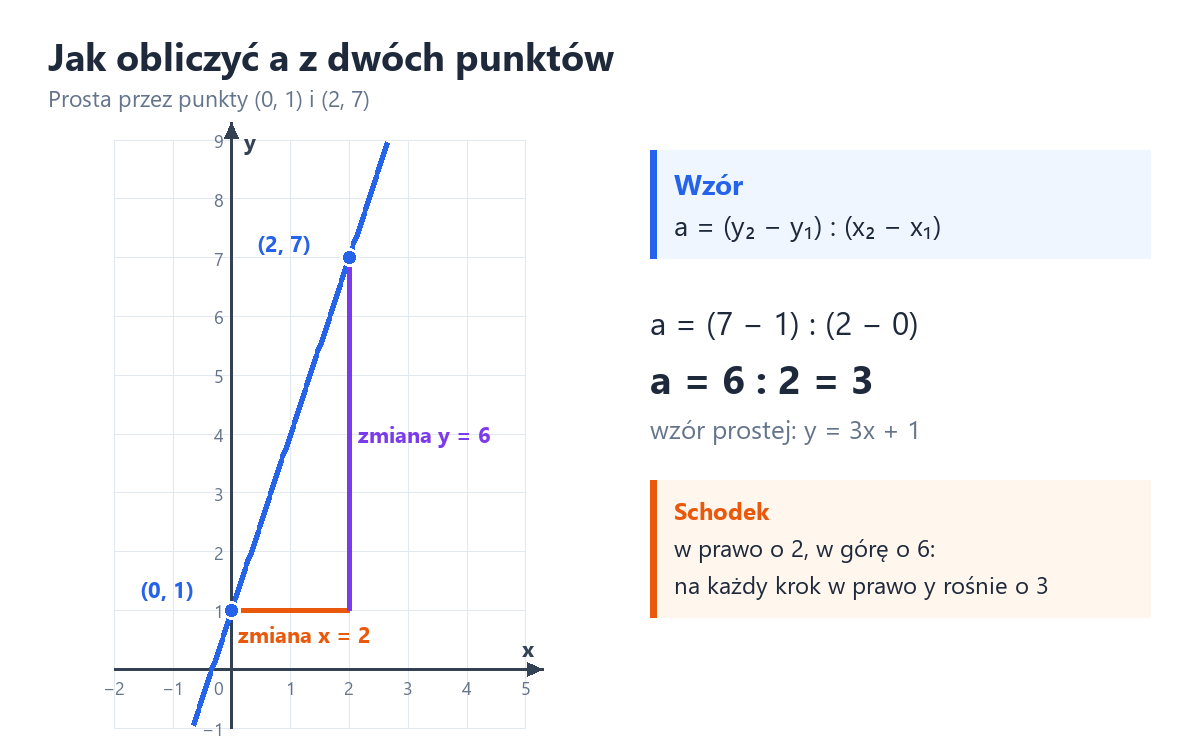 Jak obliczyć a z dwóch punktów
Prosta przez punkty (0, 1) i (2, 7)
y
9
8
7
6
5
4
3
2
1
(2, 7)
zmiana y = 6
(0, 1)
zmiana x = 2
x
−2 −1 0 1 2 3 4 5
−1
Wzór
a = (y₂ − y₁) : (x₂ − x₁)
a = (7 − 1) : (2 − 0)
a = 6 : 2 = 3
wzór prostej: y = 3x + 1
Schodek
w prawo o 2, w górę o 6:
na każdy krok w prawo y rośnie o 3